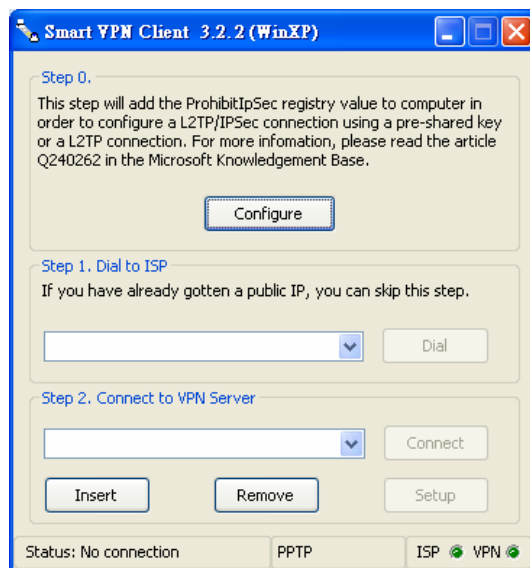 Smart VPN Client 3.2.2 (WinXP)
Step 0.
This step will add the ProhibitIpSec registry value to computer in
order to configure a L2TP/IPSec connection using a pre-shared key
or a L2TP connection. For more infomation, please read the article
Q240262 in the Microsoft Knowledgement Base.
Configure
Step 1. Dial to ISP
If you have already gotten a public IP, you can skip this step.
Dial
Step 2. Connect to VPN Server
Connect
Insert Remove Setup
Status: No connection PPTP ISP VPN